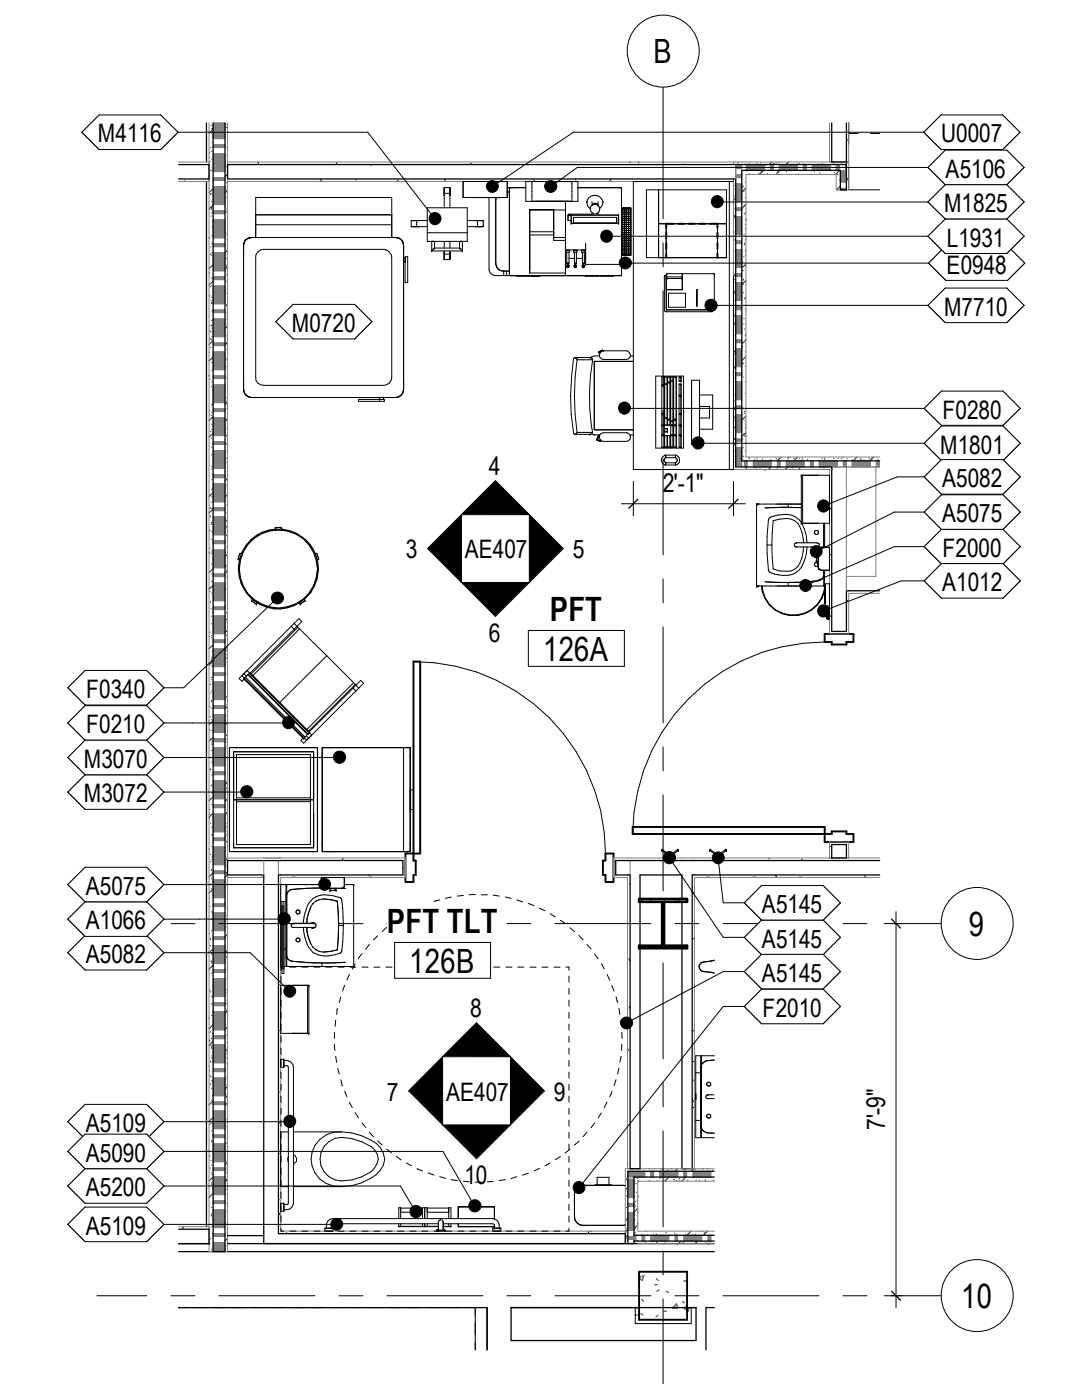 B
M4116
U0007
A5106
M1825
L1931
E0948
M0720
M7710
F0280
M1801
4
A5082
2'-1"
A5075
3
AE407
5
F2000
A1012
PFT
6
126A
F0340
F0210
M3070
M3072
A5075
A5145
A1066
PFT TLT
9
A5145
A5082
126B
A5145
F2010
8
7
AE407
9
7'-9"
A5109
A5090
10
A5200
A5109
10